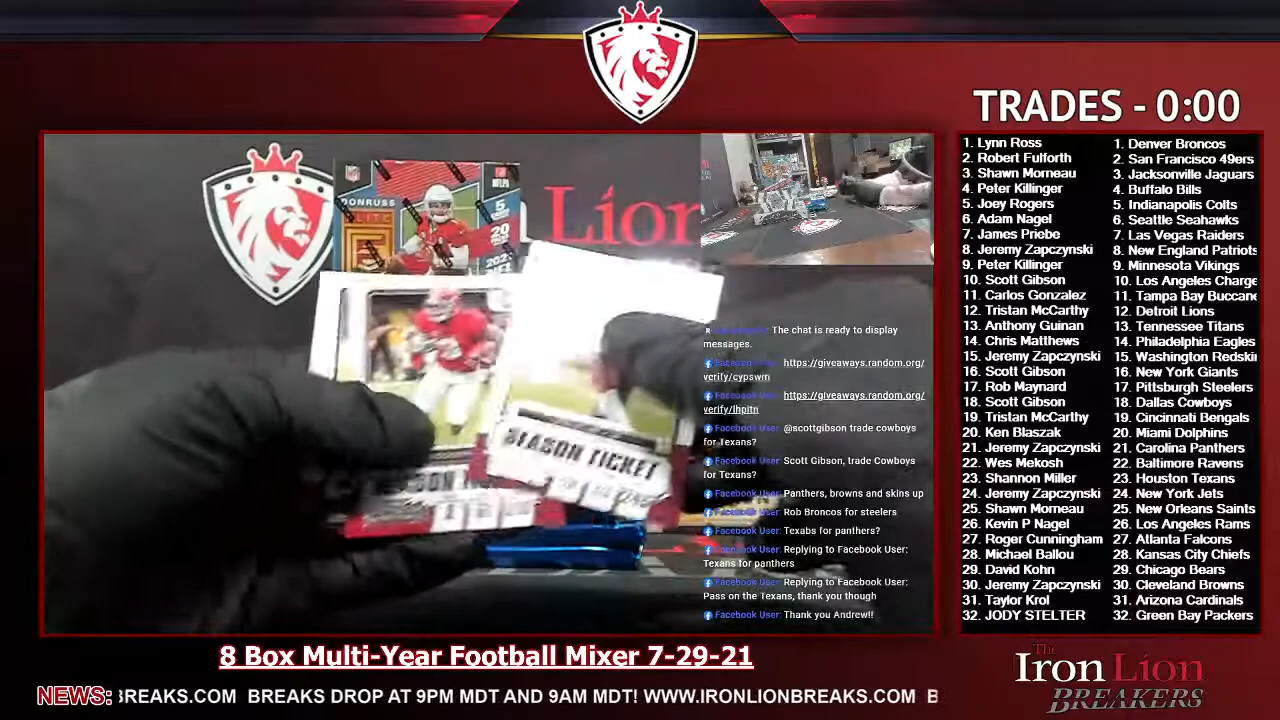 TRADES - 0:00
1. Lynn Ross 1. Denver Broncos
2. Robert Fulforth 2. San Francisco 49ers
3. Shawn Morneau 3. Jacksonville Jaguars
4. Peter Killinger 4. Buffalo Bills
5. Joey Rogers 5. Indianapolis Colts
6. Adam Nagel 6. Seattle Seahawks
7. James Priebe 7. Las Vegas Raiders
8. Jeremy Zapczynski 8. New England Patriots
9. Peter Killinger 9. Minnesota Vikings
10. Scott Gibson 10. Los Angeles Charge
11. Carlos Gonzalez 11. Tampa Bay Buccane
12. Tristan McCarthy 12. Detroit Lions
13. Anthony Guinan 13. Tennessee Titans
14. Chris Matthews 14. Philadelphia Eagles
15. Jeremy Zapczynski 15. Washington Redski
16. Scott Gibson 16. New York Giants
17. Rob Maynard 17. Pittsburgh Steelers
18. Scott Gibson 18. Dallas Cowboys
19. Tristan McCarthy 19. Cincinnati Bengals
20. Ken Blaszak 20. Miami Dolphins
21. Jeremy Zapczynski 21. Carolina Panthers
22. Wes Mekosh 22. Baltimore Ravens
23. Shannon Miller 23. Houston Texans
24. Jeremy Zapczynski 24. New York Jets
25. Shawn Morneau 25. New Orleans Saints
26. Kevin P Nagel 26. Los Angeles Rams
27. Roger Cunningham 27. Atlanta Falcons
28. Michael Ballou 28. Kansas City Chiefs
29. David Kohn 29. Chicago Bears
30. Jeremy Zapczynski 30. Cleveland Browns
31. Taylor Krol 31. Arizona Cardinals
32. JODY STELTER 32. Green Bay Packers
Lion
DONRUSS
ELITE
NFL
NFLPA
5
20
SEASON TICKET
The chat is ready to display
messages.
https://giveaways.random.org/
verify/cypswm
Facebook User: https://giveaways.random.org/
verify/lhpitn
Facebook User: @scottgibson trade cowboys
for Texans?
Facebook User: Scott Gibson, trade Cowboys
for Texans?
Facebook User: Panthers, browns and skins up
Facebook User: Rob Broncos for steelers
Facebook User: Texabs for panthers?
Facebook User: Replying to Facebook User:
Texans for panthers
Facebook User: Replying to Facebook User:
Pass on the Texans, thank you though
Facebook User: Thank you Andrew!!
8 Box Multi-Year Football Mixer 7-29-21
The
Iron Lion
BREAKERS
NEWS: BREAKS.COM BREAKS DROP AT 9PM MDT AND 9AM MDT! WWW.IRONLIONBREAKS.COM B